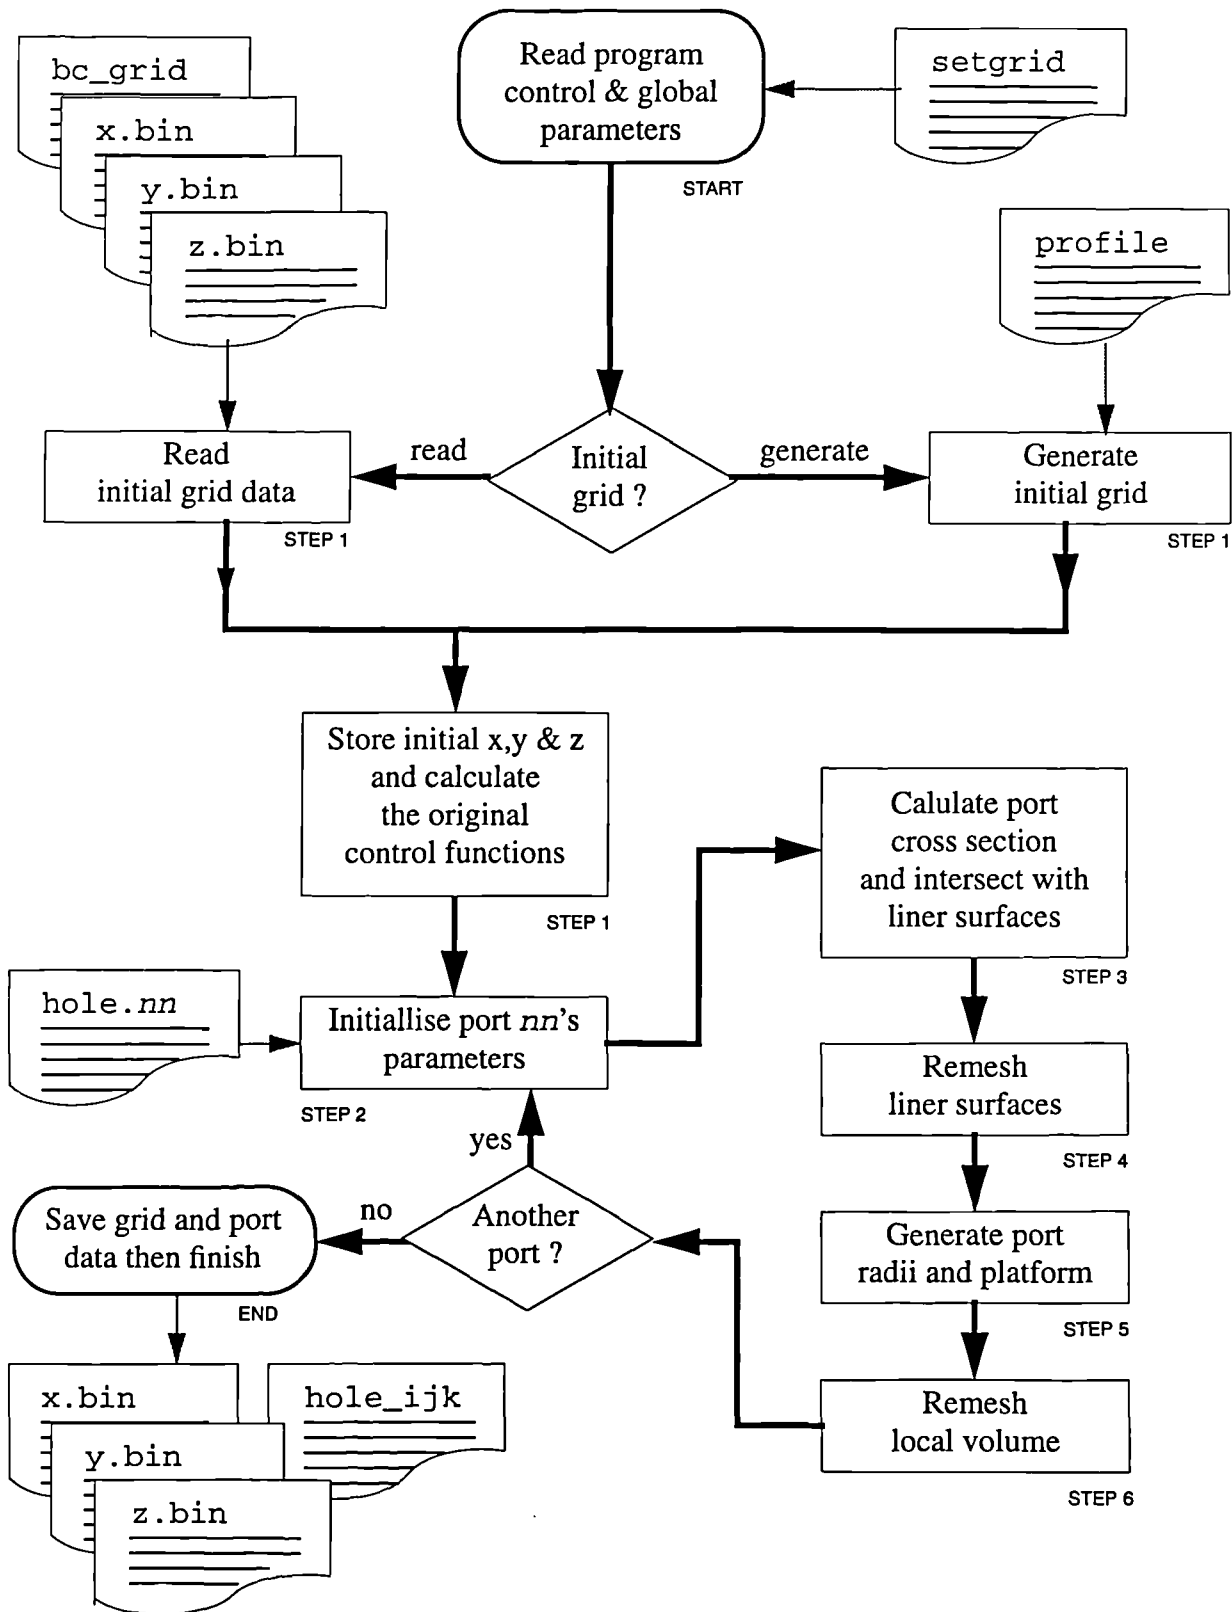 bc_grid
x.bin
y.bin
z.bin
Read program
control & global
parameters
START
setgrid
profile
Read
initial grid data
STEP 1
read
Initial
grid ?
generate
Generate
initial grid
STEP 1
Store initial x,y & z
and calculate
the original
control functions
STEP 1
Calulate port
cross section
and intersect with
liner surfaces
STEP 3
hole.nn
Initiallise port nn's
parameters
STEP 2
Remesh
liner surfaces
STEP 4
yes
Another
port ?
no
Save grid and port
data then finish
END
Generate port
radii and platform
STEP 5
Remesh
local volume
STEP 6
x.bin
y.bin
z.bin
hole_ijk